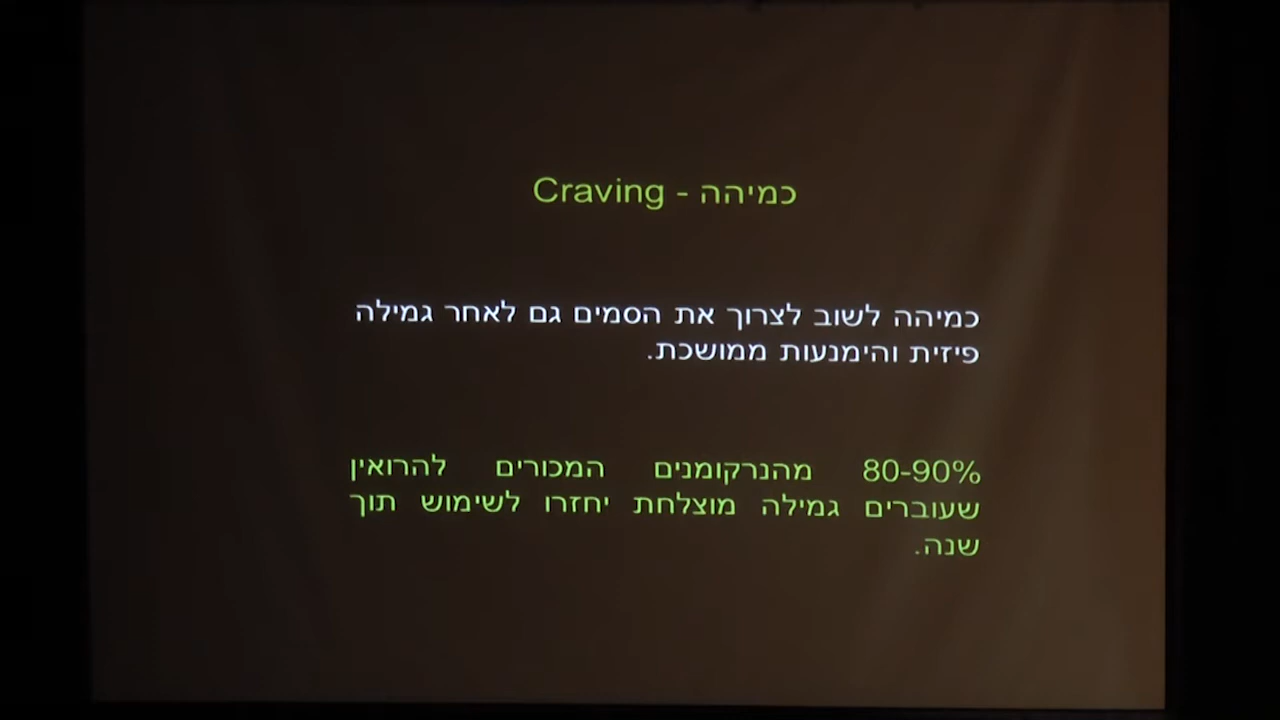 כמיהה - Craving
כמיהה לשוב לצרוך את הסמים גם לאחר גמילה
פיזית והימנעות ממושכת.
80-90% מהנרקומנים המכורים להרואין
שעוברים גמילה מוצלחת יחזרו לשימוש תוך
שנה.